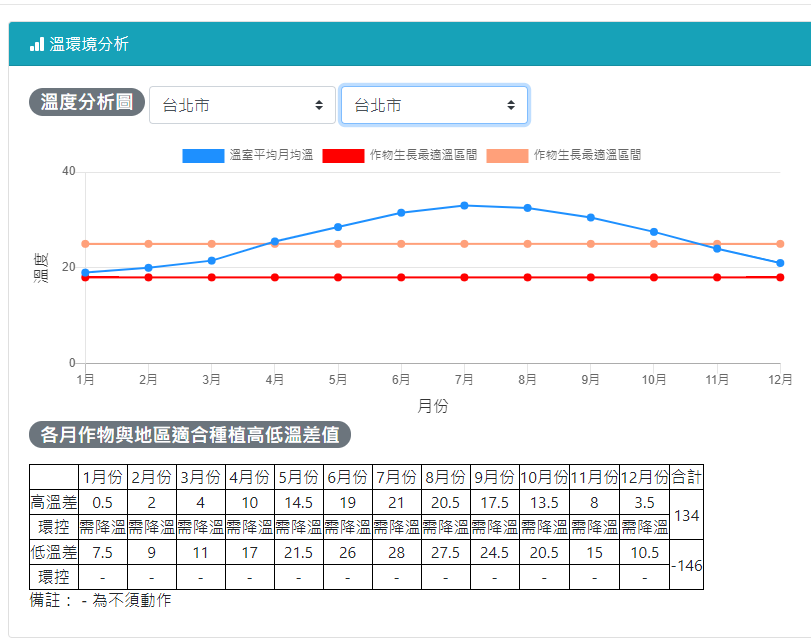 溫環境分析
溫度分析圖 台北市 台北市
溫室平均月均溫 作物生長最適溫區間 作物生長最適溫區間
40
20
0
溫度
1月 2月 3月 4月 5月 6月 7月 8月 9月 10月 11月 12月
月份
各月作物與地區適合種植高低溫差值
1月份 2月份 3月份 4月份 5月份 6月份 7月份 8月份 9月份 10月份 11月份 12月份 合計
高溫差 0.5 2 4 10 14.5 19 21 20.5 17.5 13.5 8 3.5 134
環控 需降溫 需降溫 需降溫 需降溫 需降溫 需降溫 需降溫 需降溫 需降溫 需降溫 需降溫 需降溫
低溫差 7.5 9 11 17 21.5 26 28 27.5 24.5 20.5 15 10.5 -146
環控 - - - - - - - - - - - -
備註： - 為不須動作